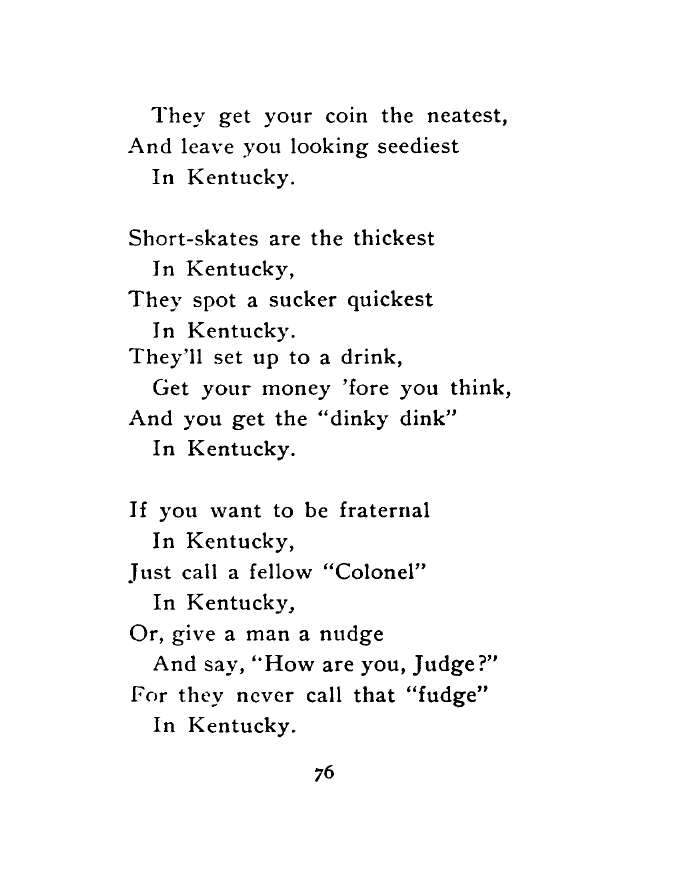 They get your coin the neatest,
And leave you looking seediest
In Kentucky.
Short-skates are the thickest
In Kentucky,
They spot a sucker quickest
In Kentucky.
They'll set up to a drink,
Get your money 'fore you think,
And you get the “dinky dink”
In Kentucky.
If you want to be fraternal
In Kentucky,
Just call a fellow “Colonel”
In Kentucky,
Or, give a man a nudge
And say, “How are you, Judge?”
For they never call that “fudge”
In Kentucky.
76